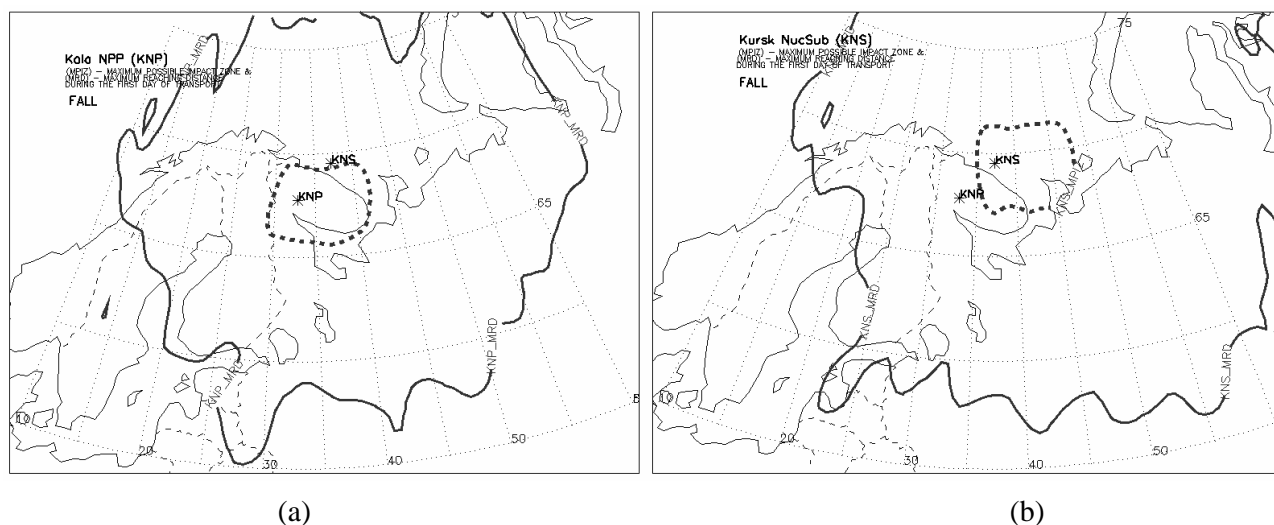 Kola NPP (KNP)
(MPIZ) - MAXIMUM POSSIBLE IMPACT ZONE &
(MRD) - MAXIMUM REACHING DISTANCE
DURING THE FIRST DAY OF TRANSPORT
FALL
KNP_MRD
KNP_MRD
KNS
KNP
65
KNP_MRD
KNP_MRD
10
20
30
40
50
Kursk NucSub (KNS)
(MPIZ) - MAXIMUM POSSIBLE IMPACT ZONE &
(MRD) - MAXIMUM REACHING DISTANCE
DURING THE FIRST DAY OF TRANSPORT
FALL
75
KNS
KNP
KNS_MPIZ
65
KNS_MRD
KNS_MRD
10
20
30
40
50
(a)
(b)